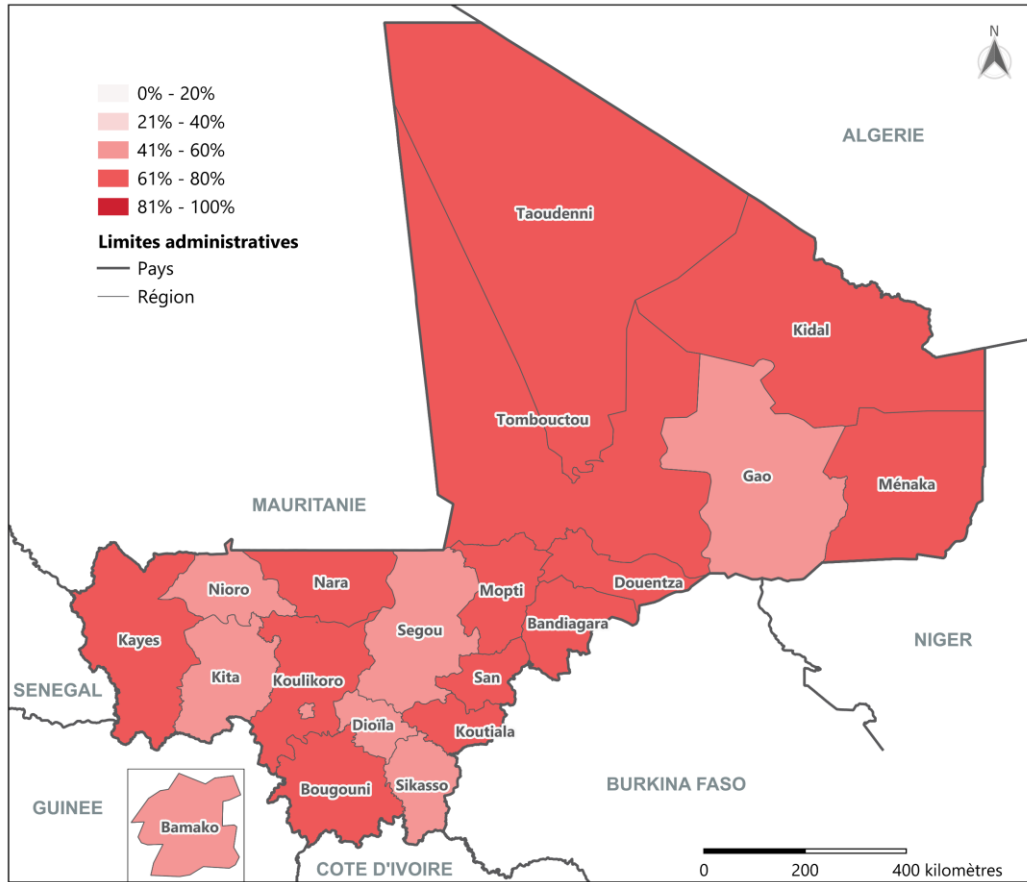 N
0% - 20%
21% - 40%
41% - 60%
61% - 80%
81% - 100%
Limites administratives
Pays
Région
ALGERIE
Taoudenni
Kidal
Tombouctou
Gao
Ménaka
MAURITANIE
Nioro
Nara
Mopti
Douentza
Kayes
Segou
Bandiagara
NIGER
Kita
Koulikoro
San
SENEGAL
Dioïla
Koutiala
Bougouni
Sikasso
BURKINA FASO
GUINEE
Bamako
COTE D'IVOIRE
0 200 400 kilomètres